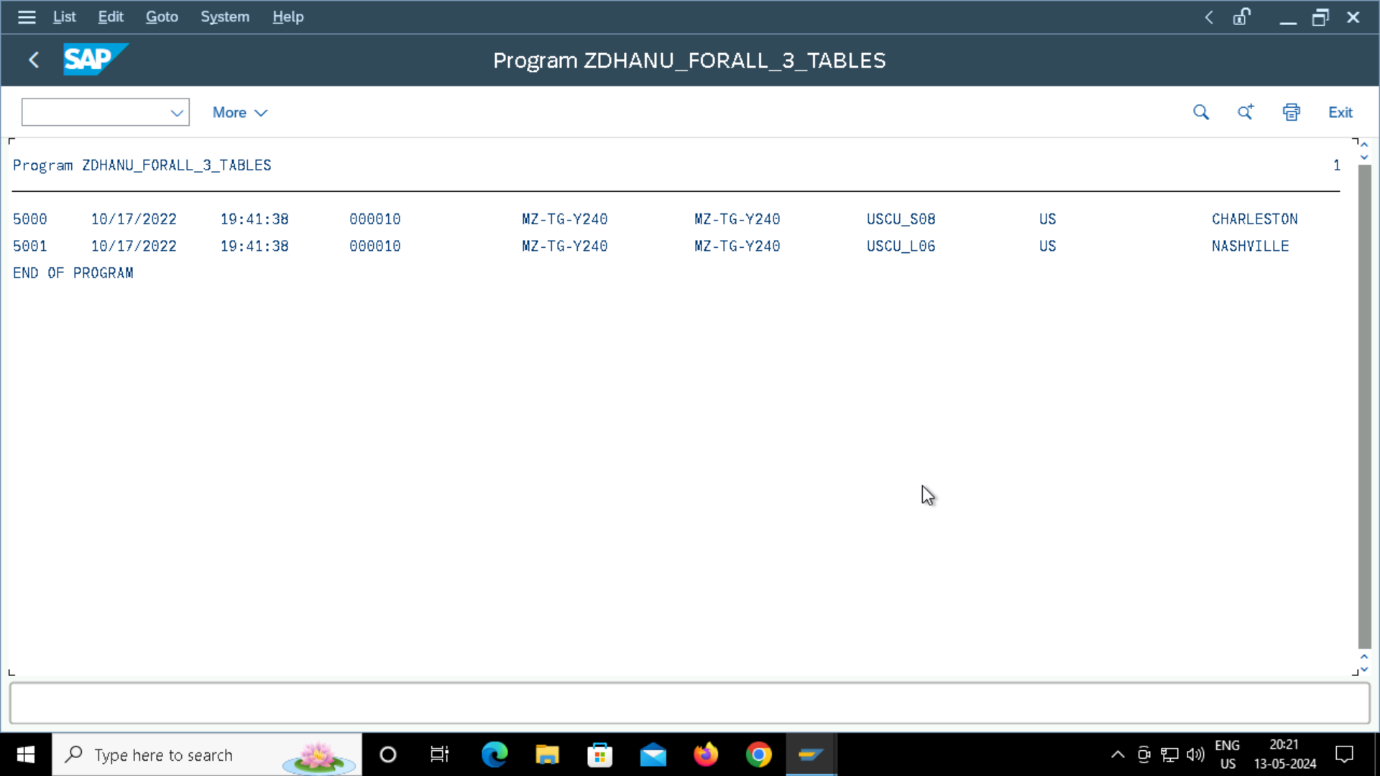 List Edit Goto System Help
SAP Program ZDHANU_FORALL_3_TABLES
More Exit
Program ZDHANU_FORALL_3_TABLES 1
5000 10/17/2022 19:41:38 000010 MZ-TG-Y240 MZ-TG-Y240 USCU_S08 US CHARLESTON
5001 10/17/2022 19:41:38 000010 MZ-TG-Y240 MZ-TG-Y240 USCU_L06 US NASHVILLE
END OF PROGRAM
Type here to search
ENG 20:21
US 13-05-2024